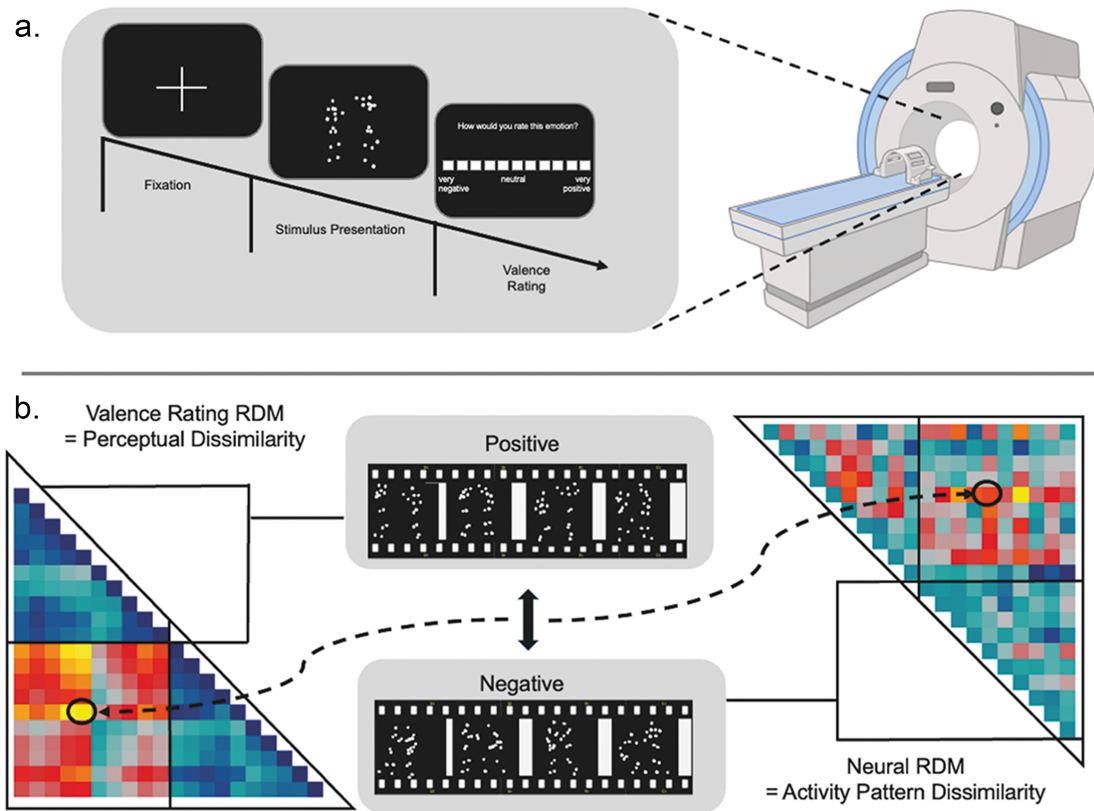 a.
How would you rate this emotion?
very
negative
neutral
very
positive
Fixation
Stimulus Presentation
Valence
Rating
b.
Valence Rating RDM
= Perceptual Dissimilarity
Positive
Negative
Neural RDM
= Activity Pattern Dissimilarity